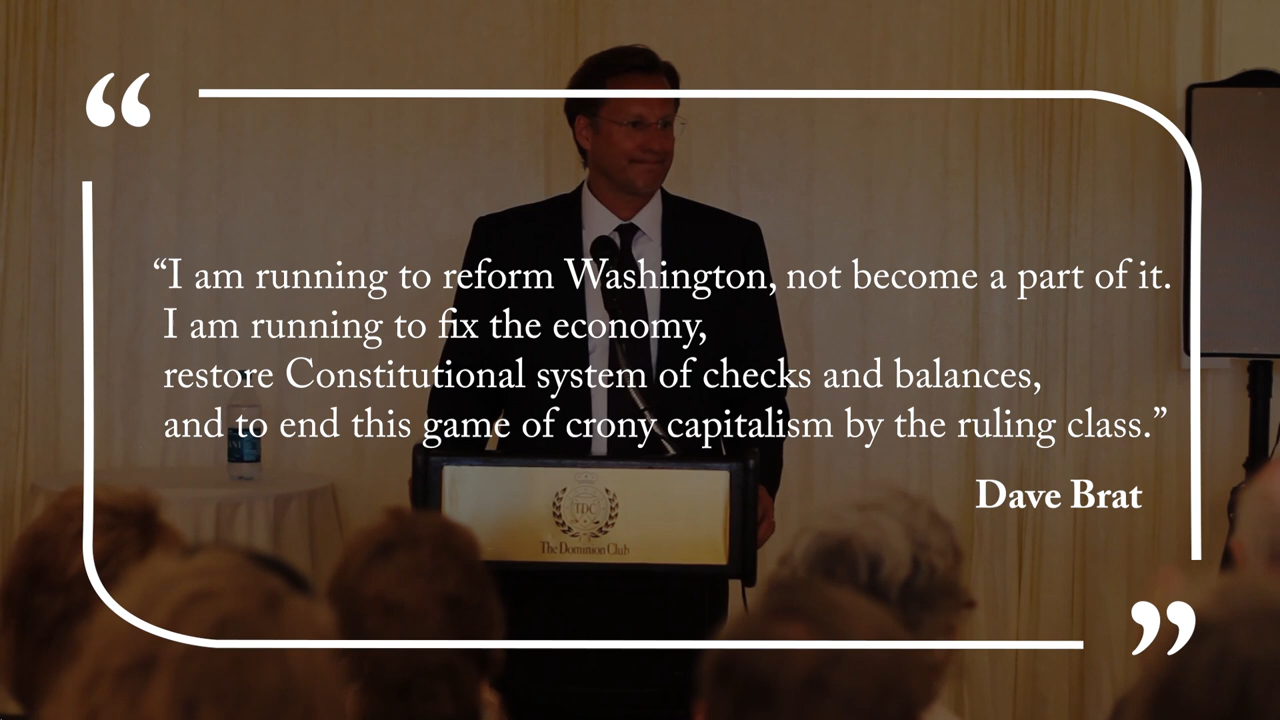 “I am running to reform Washington, not become a part of it.
I am running to fix the economy,
restore Constitutional system of checks and balances,
and to end this game of crony capitalism by the ruling class.”
Dave Brat
TDC
The Dominion Club